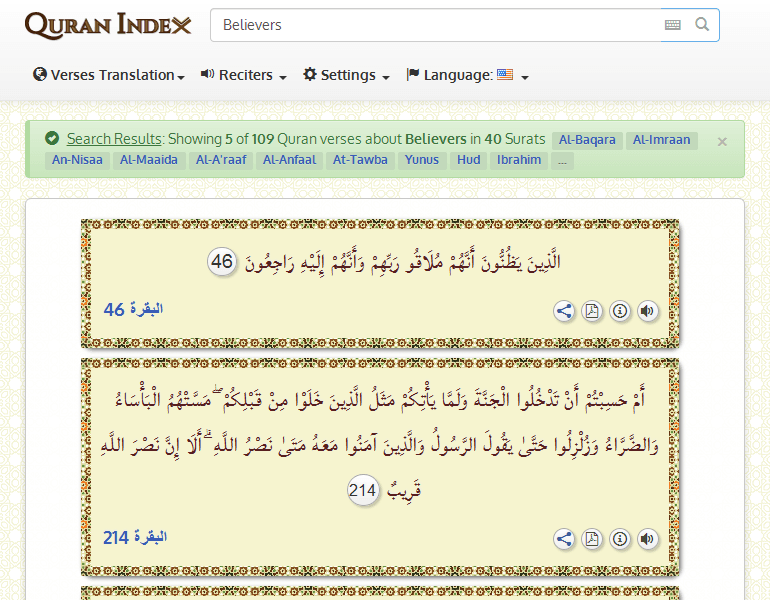 QURAN INDEX
Believers
Verses Translation
Reciters
Settings
Language:
Search Results: Showing 5 of 109 Quran verses about Believers in 40 Surats Al-Baqara Al-Imraan ×
An-Nisaa Al-Maaida Al-A'raaf Al-Anfaal At-Tawba Yunus Hud Ibrahim ...
الَّذِينَ يَظُنُّونَ أَنَّهُمْ مُلَاقُو رَبِّهِمْ وَأَنَّهُمْ إِلَيْهِ رَاجِعُونَ 46
البقرة 46
أَمْ حَسِبْتُمْ أَنْ تَدْخُلُوا الْجَنَّةَ وَلَمَّا يَأْتِكُمْ مَثَلُ الَّذِينَ خَلَوْا مِنْ قَبْلِكُمْ ۖ مَسَّتْهُمُ الْبَأْسَاءُ
وَالضَّرَّاءُ وَزُلْزِلُوا حَتَّىٰ يَقُولَ الرَّسُولُ وَالَّذِينَ آمَنُوا مَعَهُ مَتَىٰ نَصْرُ اللَّهِ ۗ أَلَا إِنَّ نَصْرَ اللَّهِ
قَرِيبٌ 214
البقرة 214